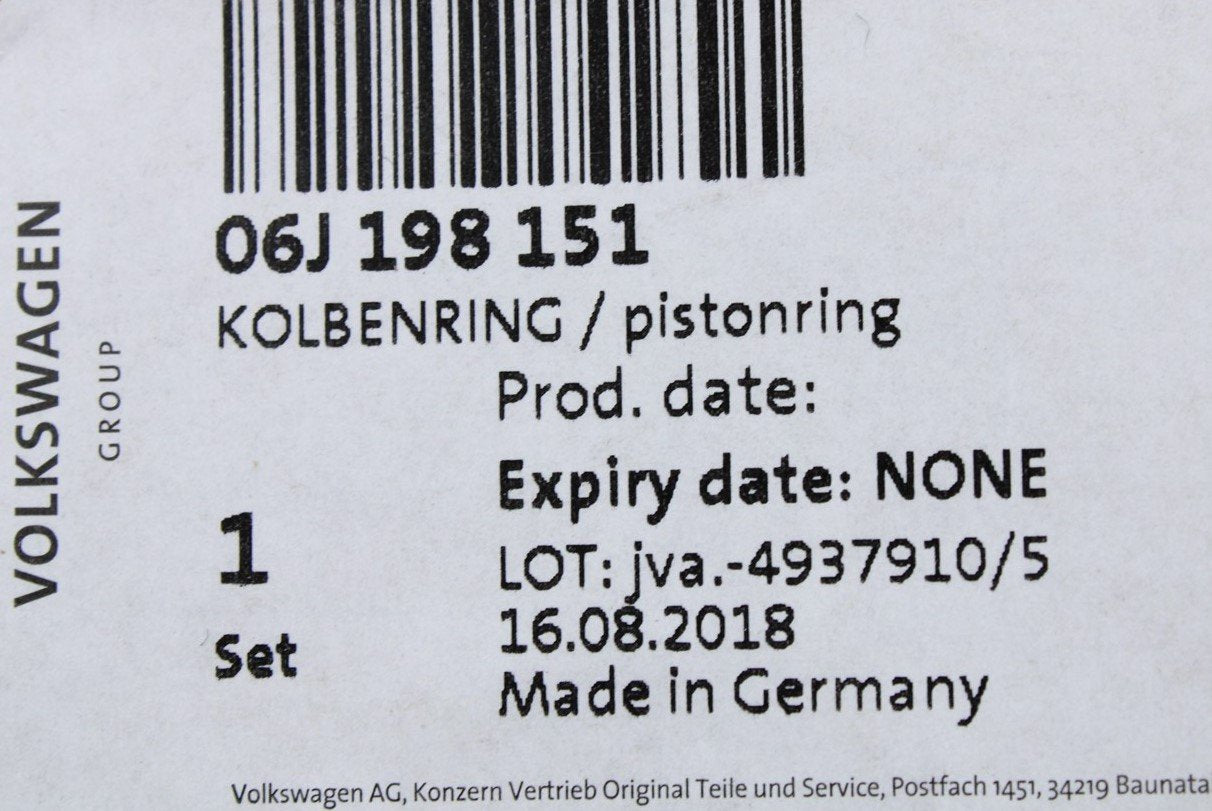 VOLKSWAGEN
GROUP
06J 198 151
KOLBENRING / pistonring
Prod. date:
Expiry date: NONE
1
LOT: jva.-4937910/5
16.08.2018
Set
Made in Germany
Volkswagen AG, Konzern Vertrieb Original Teile und Service, Postfach 1451, 34219 Baunata